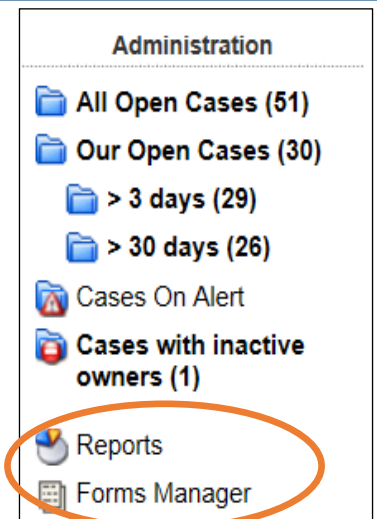 Administration
All Open Cases (51)
Our Open Cases (30)
> 3 days (29)
> 30 days (26)
Cases On Alert
Cases with inactive
owners (1)
Reports
Forms Manager